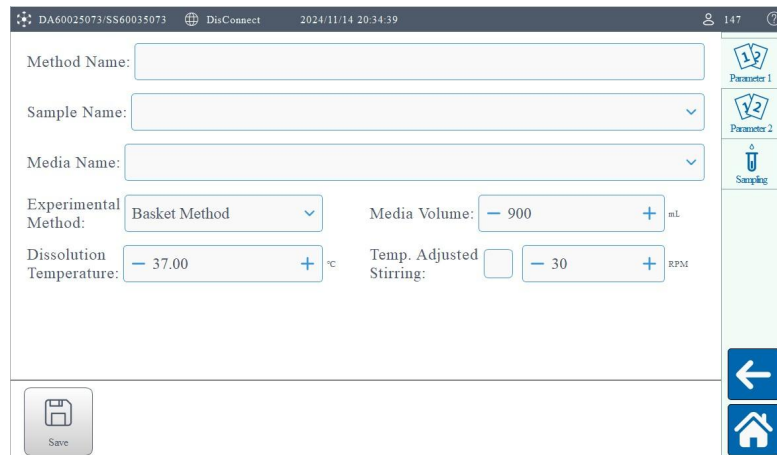 DA60025073/SS60035073 DisConnect 2024/11/14 20:34:39 147
Method Name:
Parameter 1
Sample Name:
Parameter 2
Media Name:
Sampling
Experimental Method: Basket Method Media Volume: − 900 + mL
Dissolution Temperature: − 37.00 + °C Temp. Adjusted Stirring: − 30 + RPM
Save